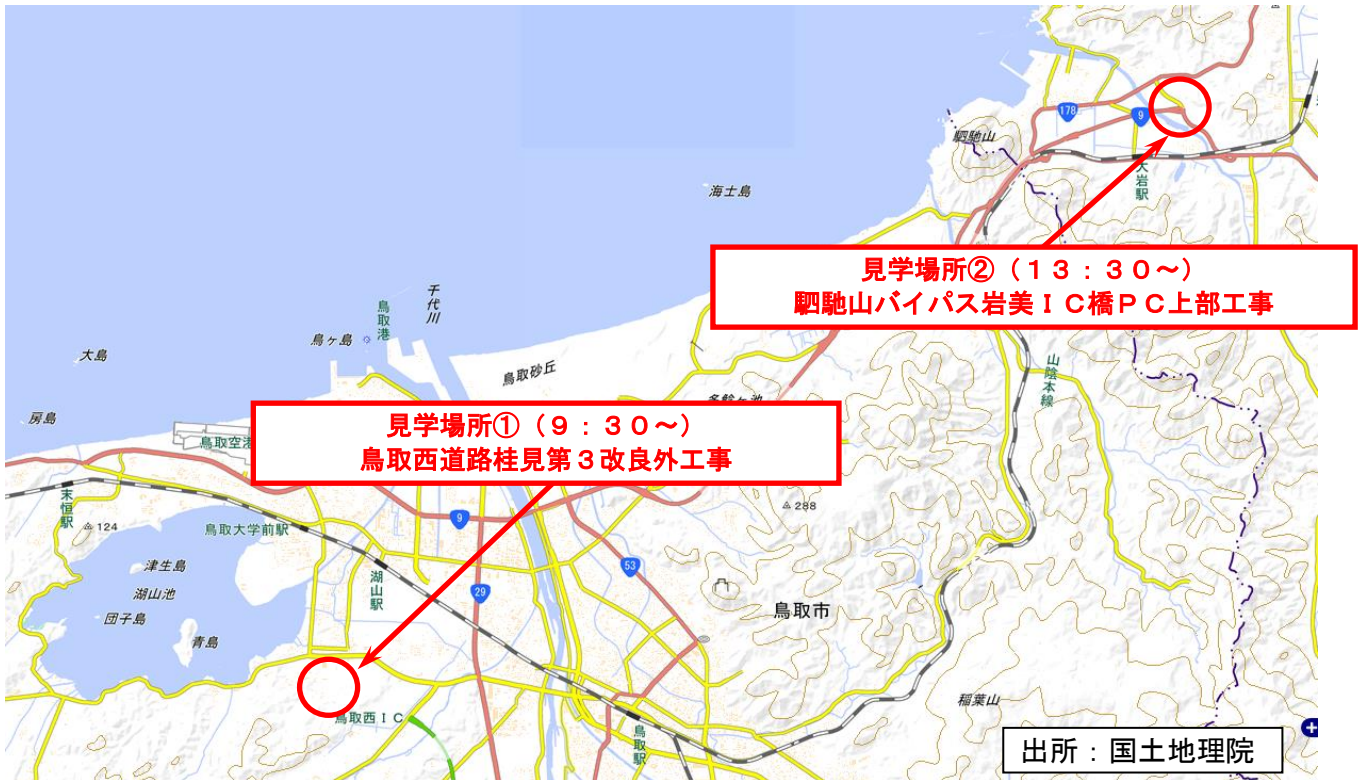 178
9
駟馳山
大岩駅
海士島
見学場所②(13:30~)
駟馳山バイパス岩美IC橋PC上部工事
千代川
鳥取港
鳥ケ島
大島
鳥取砂丘
山陰本線
多鯰ヶ池
房島
鳥取空港
見学場所①(9:30~)
鳥取西道路桂見第3改良外工事
末恒駅
124
鳥取大学前駅
9
288
津生島
湖山池
湖山駅
53
団子島
29
鳥取市
青島
稲葉山
鳥取西IC
鳥取駅
出所:国土地理院